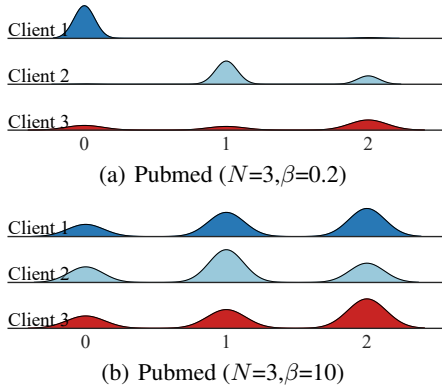 Client 1
Client 2
Client 3
0 1 2
(a) Pubmed (N=3,β=0.2)
Client 1
Client 2
Client 3
0 1 2
(b) Pubmed (N=3,β=10)